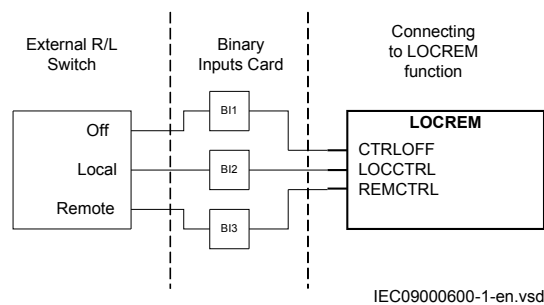 External R/L
Switch
Binary
Inputs Card
Connecting
to LOCREM
function
Off
Local
Remote
BI1
BI2
BI3
LOCREM
CTRLOFF
LOCCTRL
REMCTRL
IEC09000600-1-en.vsd